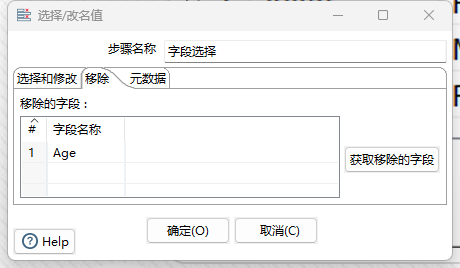 选择/改名值
步骤名称 字段选择
选择和修改 移除 元数据
移除的字段：
# 字段名称
1 Age
获取移除的字段
确定(O) 取消(C)
Help